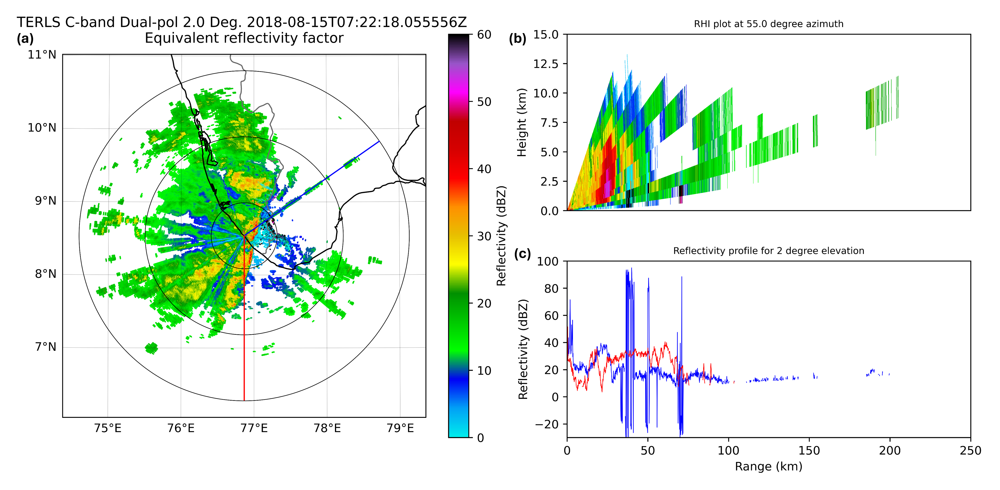 TERLS C-band Dual-pol 2.0 Deg. 2018-08-15T07:22:18.055556Z
(a)
Equivalent reflectivity factor
11°N
10°N
9°N
8°N
7°N
75°E
76°E
77°E
78°E
79°E
60
50
40
30
20
10
0
Reflectivity (dBZ)
(b)
RHI plot at 55.0 degree azimuth
15.0
12.5
10.0
7.5
5.0
2.5
0.0
Height (km)
(c)
Reflectivity profile for 2 degree elevation
100
80
60
40
20
0
−20
Reflectivity (dBZ)
0
50
100
150
200
250
Range (km)